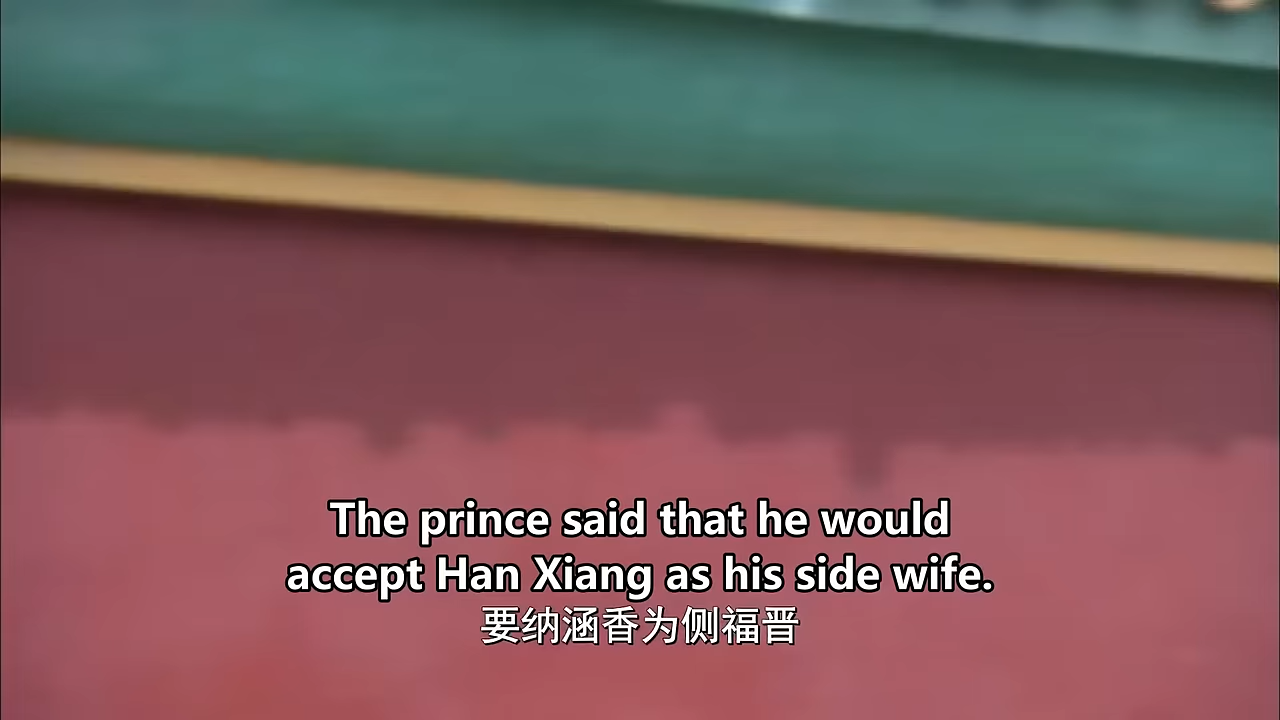 The prince said that he would
accept Han Xiang as his side wife.
要纳涵香为侧福晋